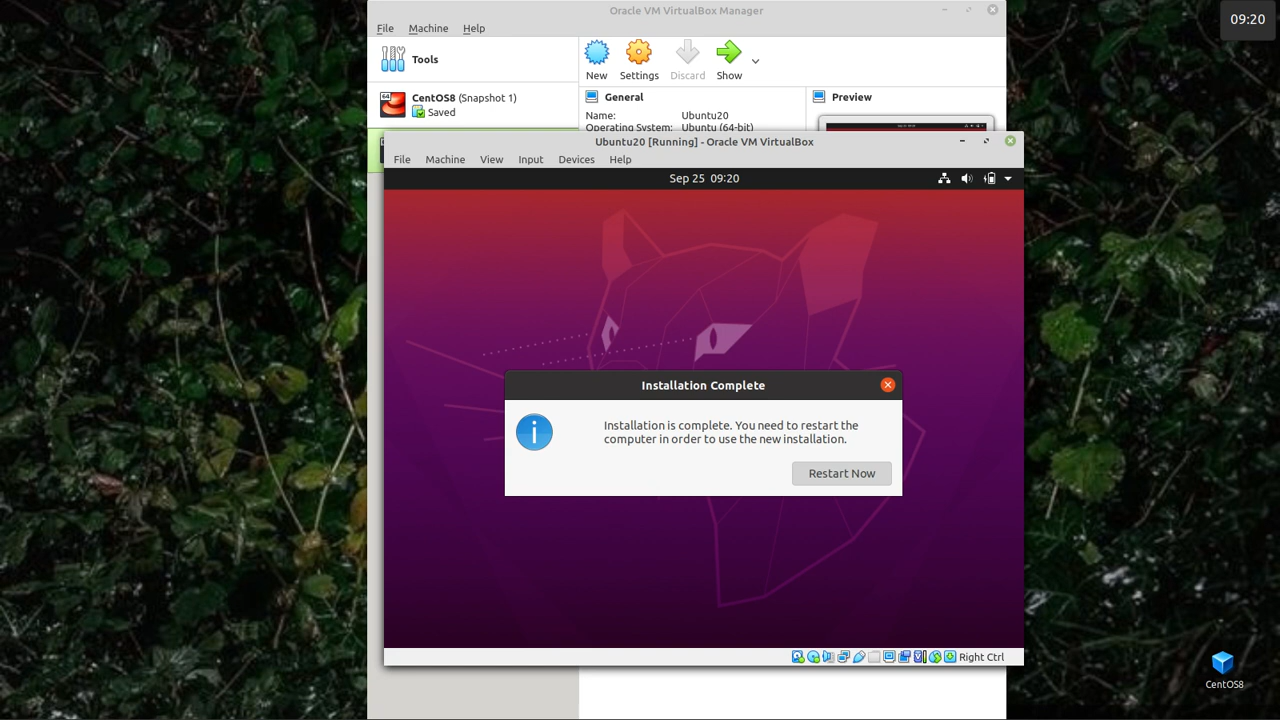 Oracle VM VirtualBox Manager
09:20
File Machine Help
Tools
New Settings Discard Show
CentOS8 (Snapshot 1)
Saved
General
Name: Ubuntu20
Operating System: Ubuntu (64-bit)
Preview
Ubuntu20 [Running] - Oracle VM VirtualBox
File Machine View Input Devices Help
Sep 25 09:20
Installation Complete
Installation is complete. You need to restart the
computer in order to use the new installation.
Restart Now
Right Ctrl
CentOS8